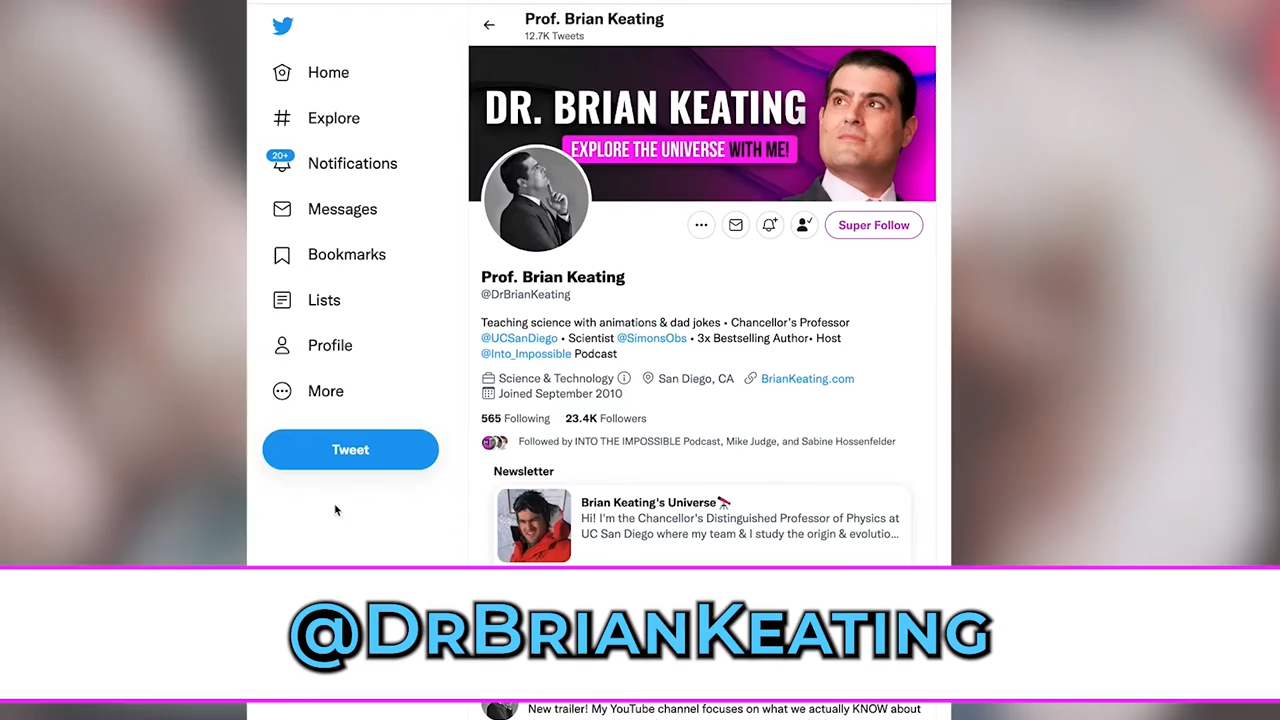 Prof. Brian Keating
12.7K Tweets
DR. BRIAN KEATING
EXPLORE THE UNIVERSE WITH ME!
Home
Explore
20+
Notifications
Messages
Bookmarks
Lists
Profile
More
Tweet
Super Follow
Prof. Brian Keating
@DrBrianKeating
Teaching science with animations & dad jokes • Chancellor's Professor
@UCSanDiego • Scientist @SimonsObs • 3x Bestselling Author• Host
@Into_Impossible Podcast
Science & Technology San Diego, CA BrianKeating.com
Joined September 2010
565 Following 23.4K Followers
Followed by INTO THE IMPOSSIBLE Podcast, Mike Judge, and Sabine Hossenfelder
Newsletter
Brian Keating's Universe
Hi! I'm the Chancellor's Distinguished Professor of Physics at
UC San Diego where my team & I study the origin & evolutio...
@DrBrianKeating
New trailer! My YouTube channel focuses on what we actually KNOW about